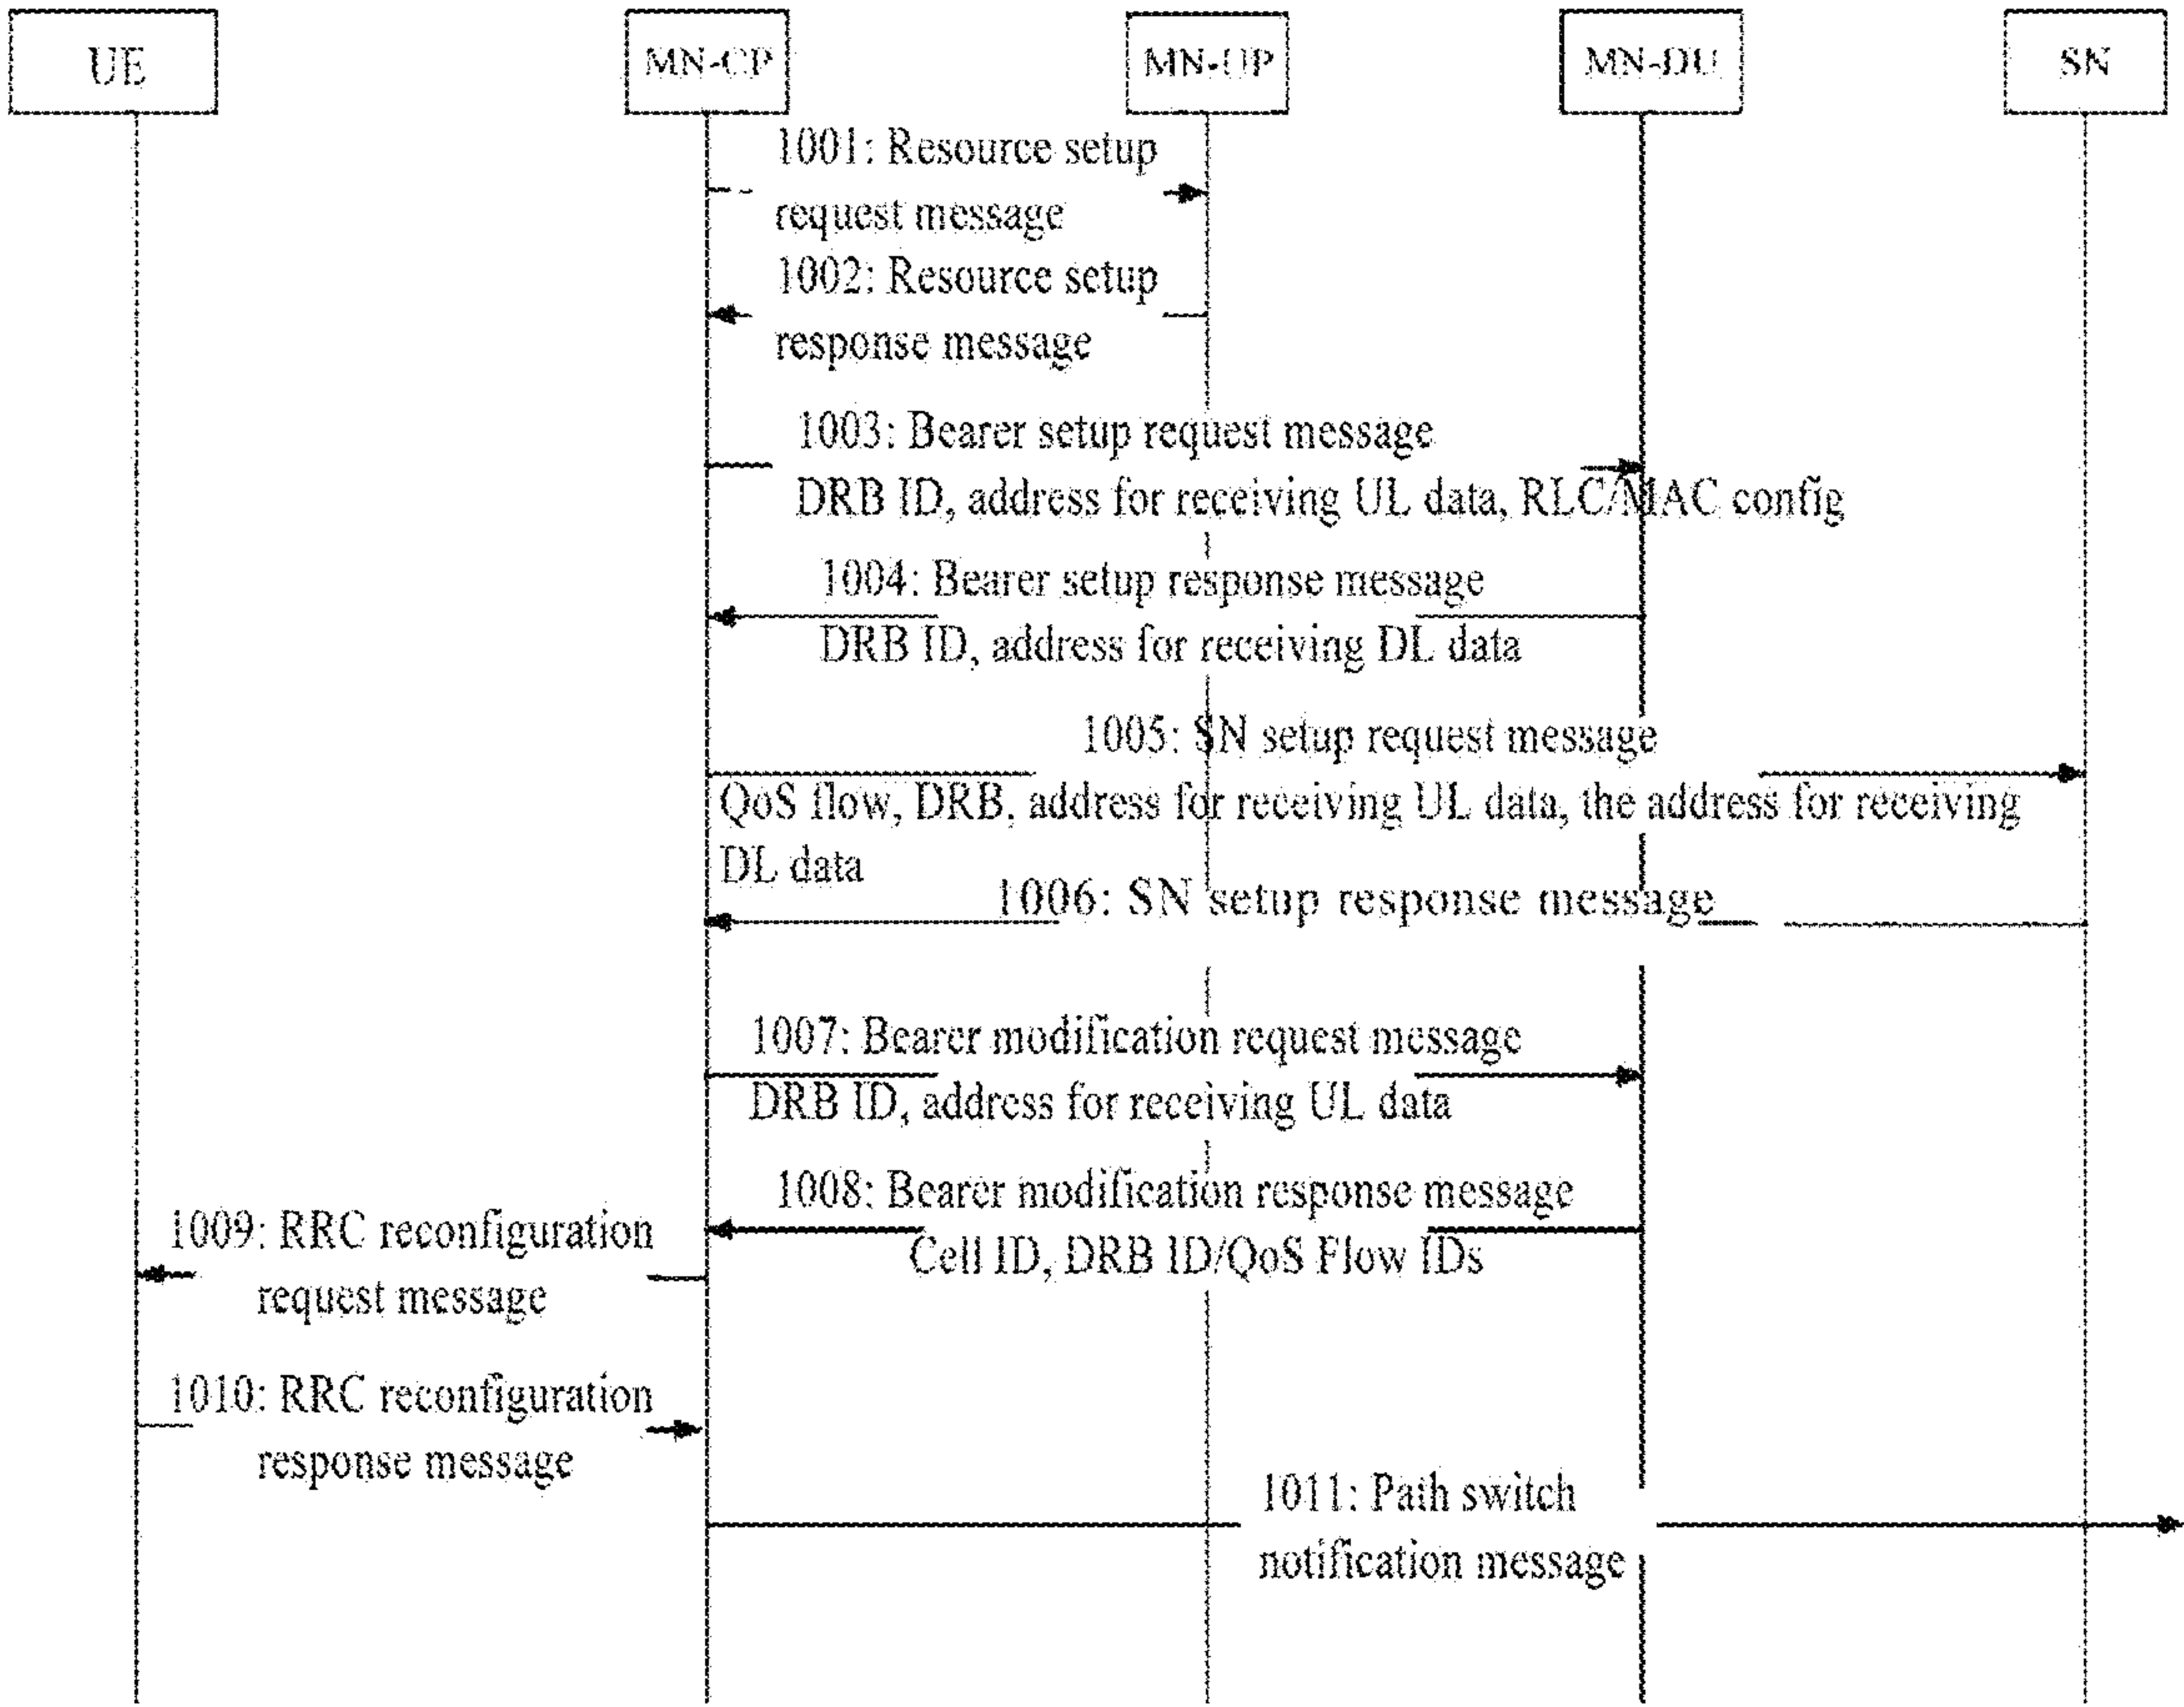 UE
MN-CP
MN-UP
MN-DU
SN
1001: Resource setup
request message
1002: Resource setup
response message
1003: Bearer setup request message
DRB ID, address for receiving UL data, RLC/MAC config
1004: Bearer setup response message
DRB ID, address for receiving DL data
1005: SN setup request message
QoS flow, DRB, address for receiving UL data, the address for receiving
DL data
1006: SN setup response message
1007: Bearer modification request message
DRB ID, address for receiving UL data
1008: Bearer modification response message
Cell ID, DRB ID/QoS Flow IDs
1009: RRC reconfiguration
request message
1010: RRC reconfiguration
response message
1011: Path switch
notification message